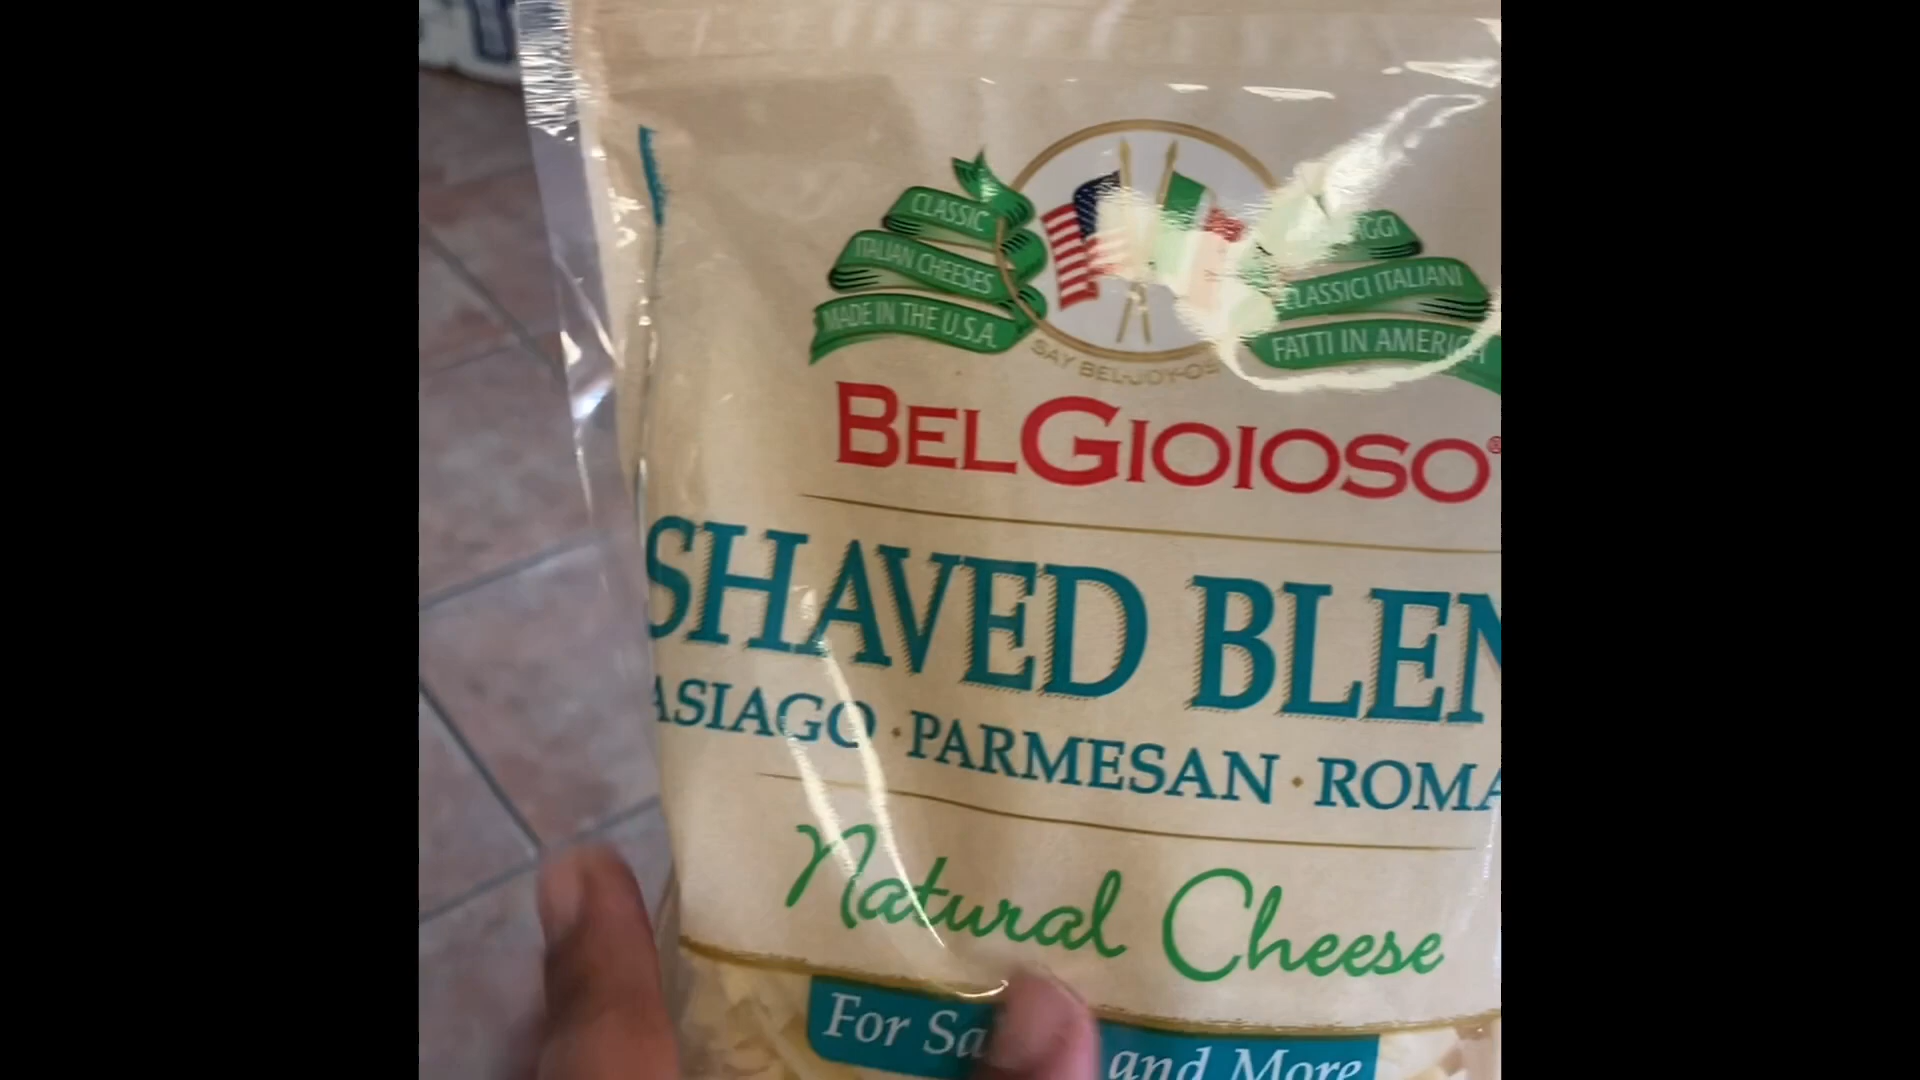 CLASSIC
ITALIAN CHEESES
MADE IN THE U.S.A.
CLASSICI ITALIANI
FATTI IN AMERICA
SAY BEL-JOY-OS
BELGIOIOSO®
SHAVED BLEN
ASIAGO · PARMESAN · ROMA
Natural Cheese
For Sa and More